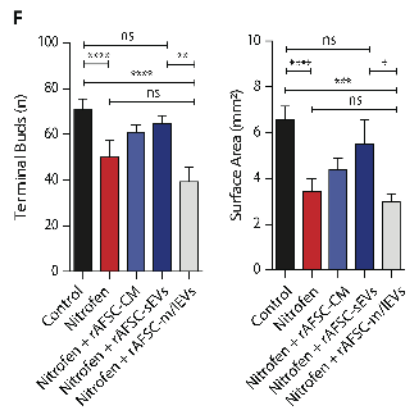 F
ns
**** **
****
ns
Terminal Buds (n)
100
80
60
40
20
0
Control
Nitrofen
Nitrofen + rAFSC-CM
Nitrofen + rAFSC-sEVs
Nitrofen + rAFSC-m/lEVs
ns
**** *
***
ns
Surface Area (mm²)
10
8
6
4
2
0
Control
Nitrofen
Nitrofen + rAFSC-CM
Nitrofen + rAFSC-sEVs
Nitrofen + rAFSC-m/lEVs